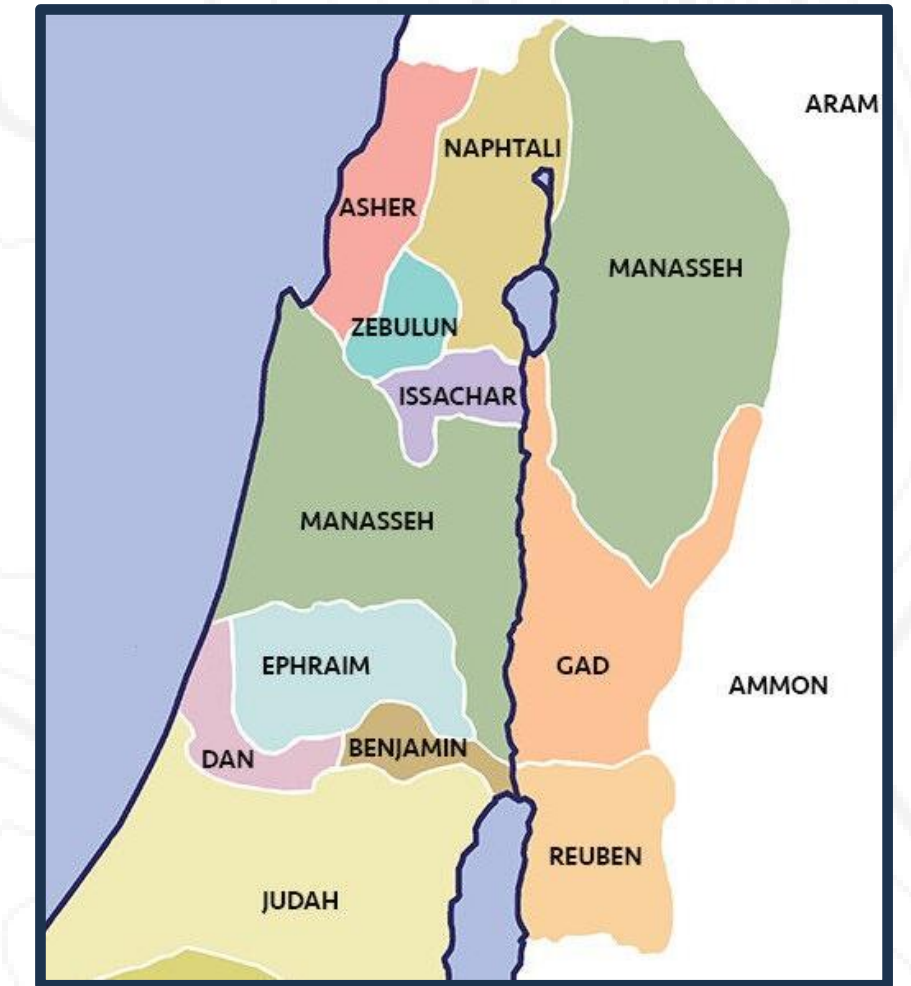 ARAM
NAPHTALI
ASHER
MANASSEH
ZEBULUN
ISSACHAR
MANASSEH
EPHRAIM
GAD
AMMON
BENJAMIN
DAN
REUBEN
JUDAH